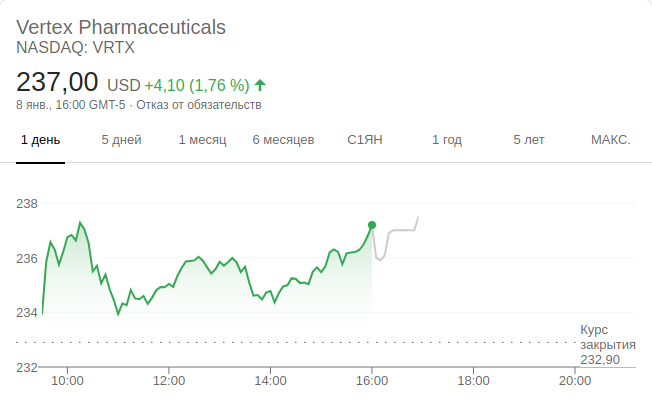 Vertex Pharmaceuticals
NASDAQ: VRTX
237,00 USD +4,10 (1,76 %)
8 янв., 16:00 GMT-5 · Отказ от обязательств
1 день 5 дней 1 месяц 6 месяцев С1ЯН 1 год 5 лет МАКС.
238
236
234
Курс
закрытия
232,90
232
10:00 12:00 14:00 16:00 18:00 20:00